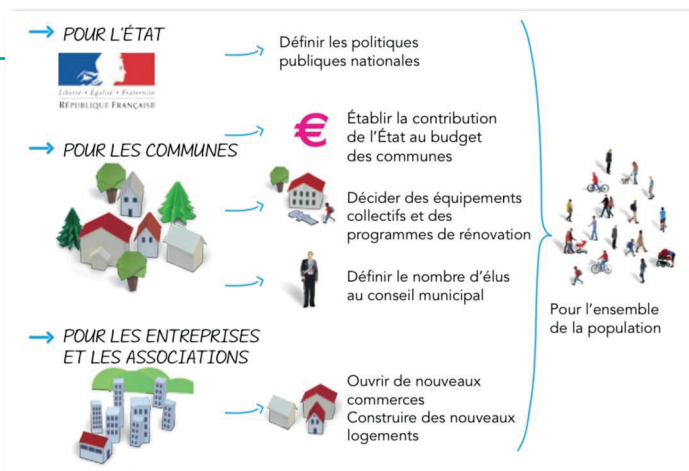 POUR L'ÉTAT
Liberté • Égalité • Fraternité
RÉPUBLIQUE FRANÇAISE
Définir les politiques
publiques nationales
POUR LES COMMUNES
€
Établir la contribution
de l'État au budget
des communes
Décider des équipements
collectifs et des
programmes de rénovation
Définir le nombre d'élus
au conseil municipal
POUR LES ENTREPRISES
ET LES ASSOCIATIONS
Ouvrir de nouveaux
commerces
Construire des nouveaux
logements
Pour l'ensemble
de la population